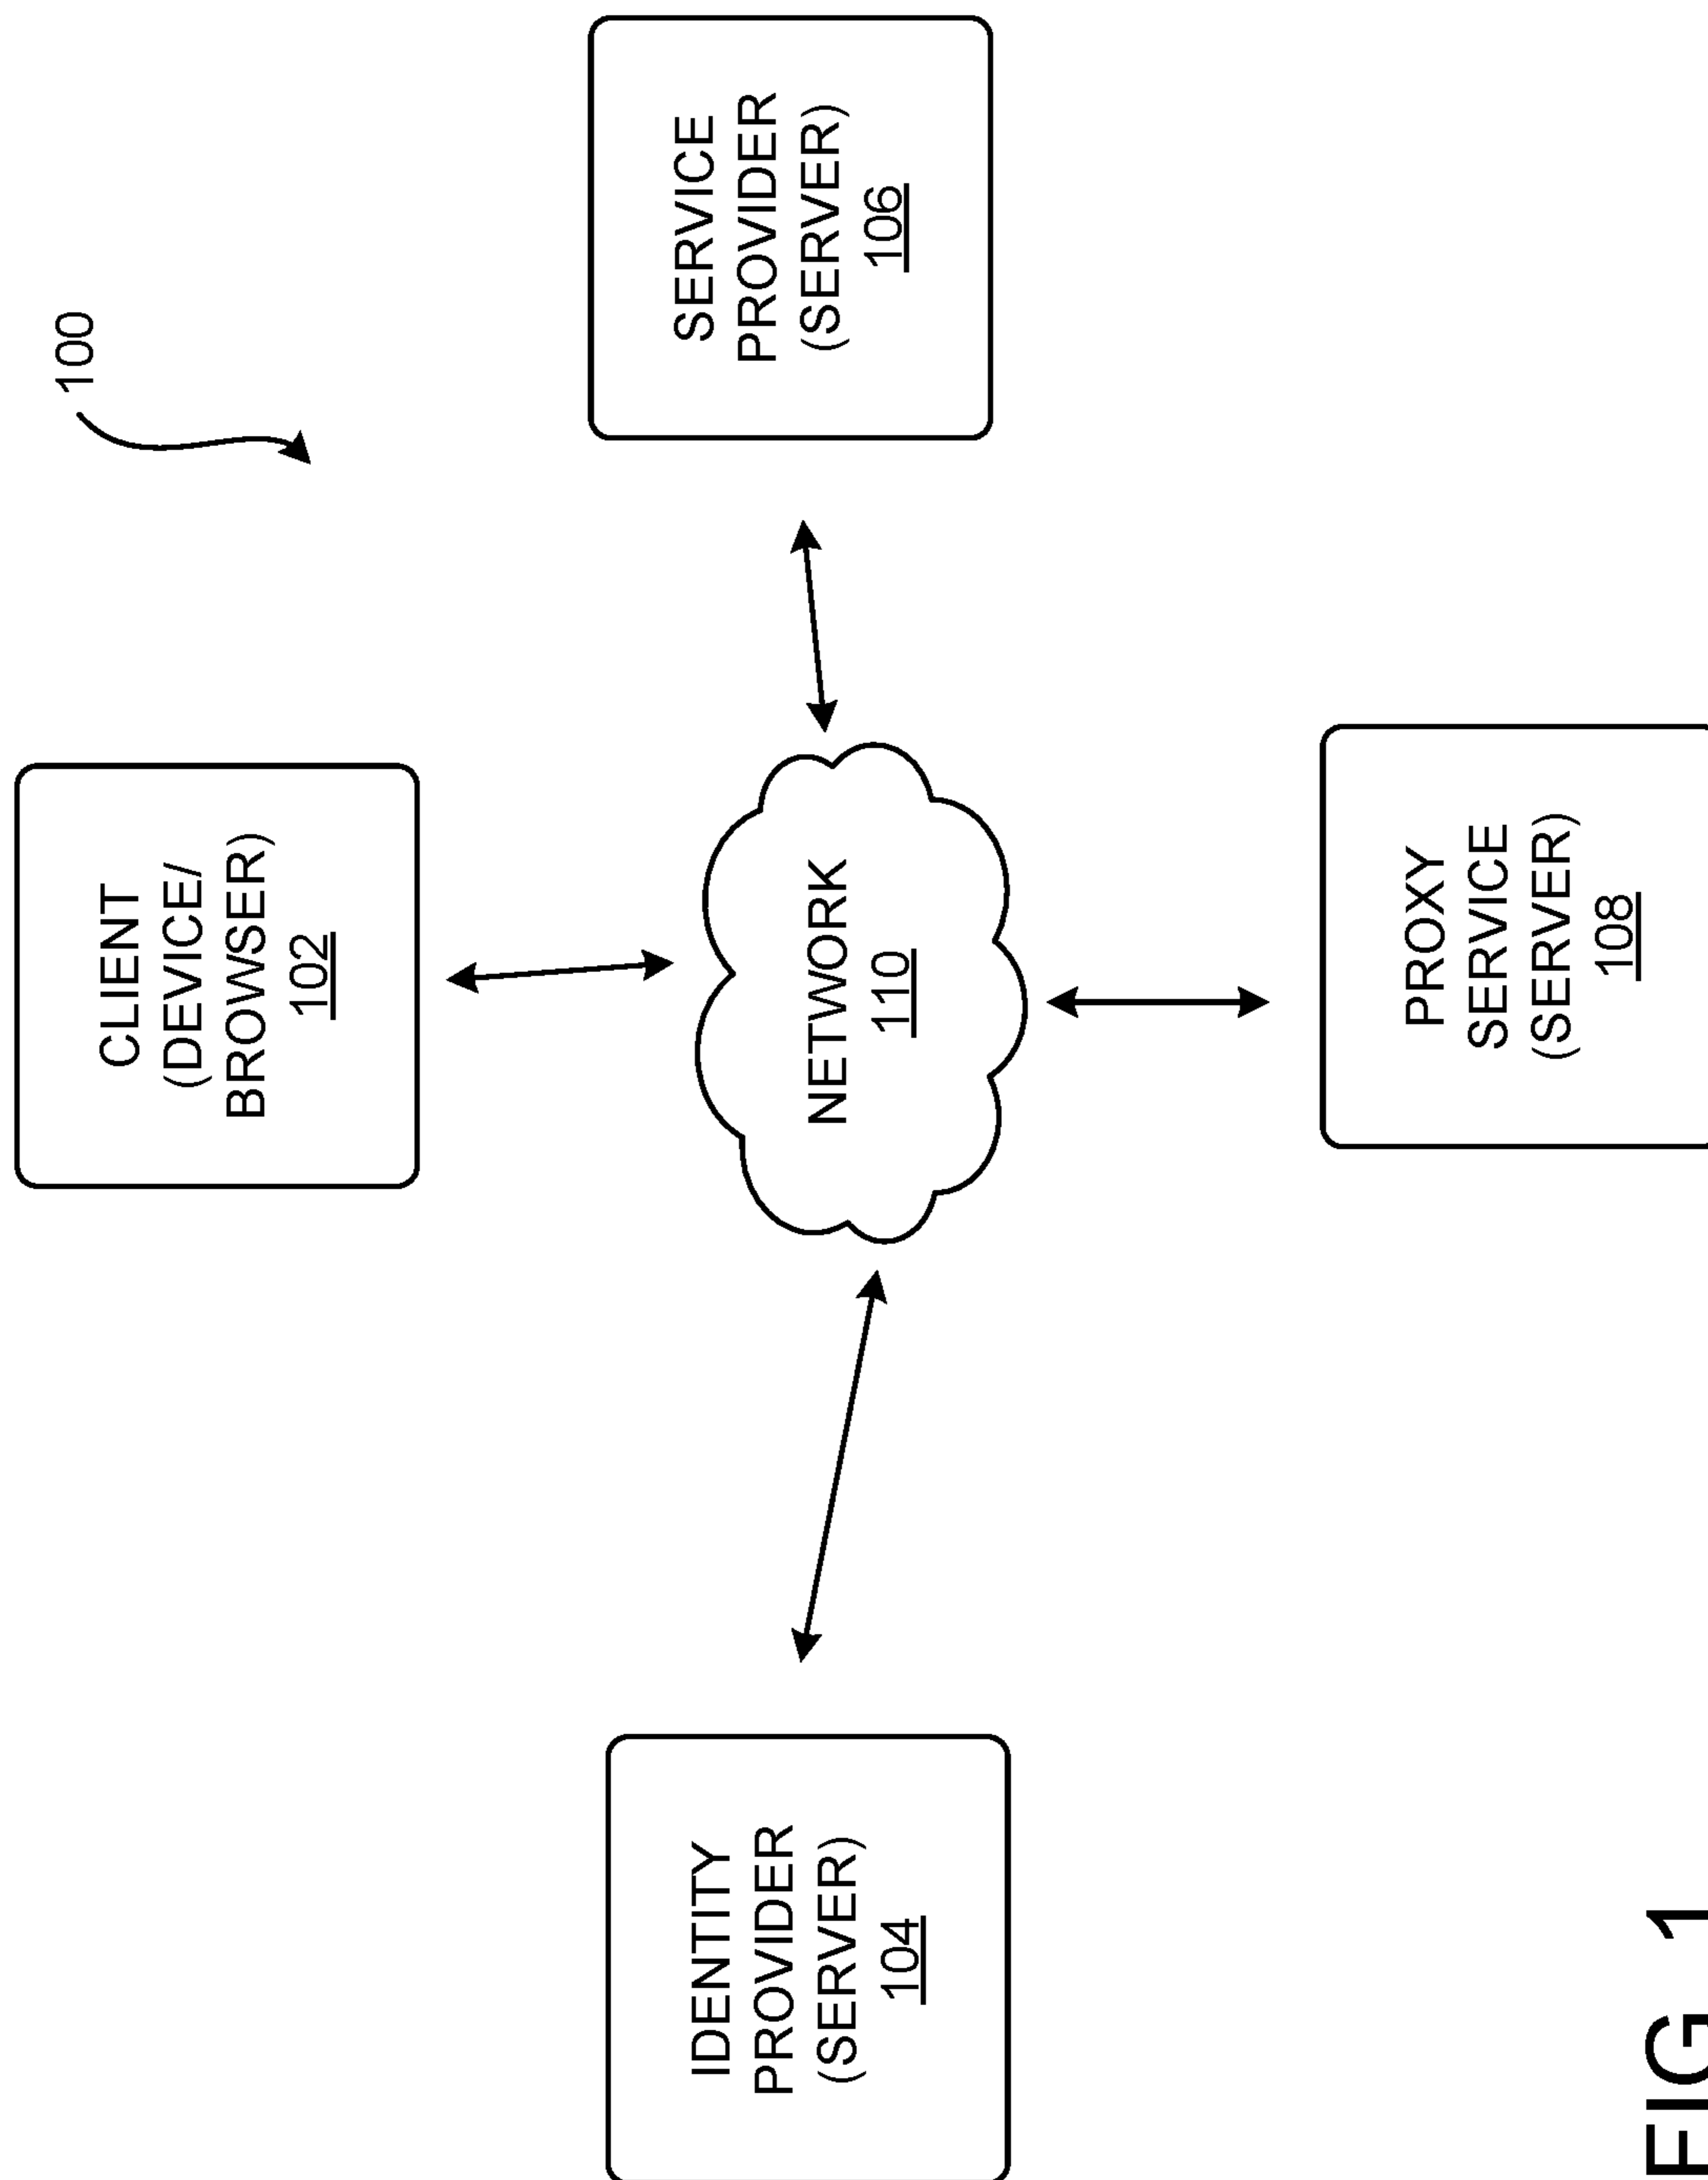 100
CLIENT
(DEVICE/
BROWSER)
102
IDENTITY
PROVIDER
(SERVER)
104
NETWORK
110
SERVICE
PROVIDER
(SERVER)
106
PROXY
SERVICE
(SERVER)
108
FIG 1